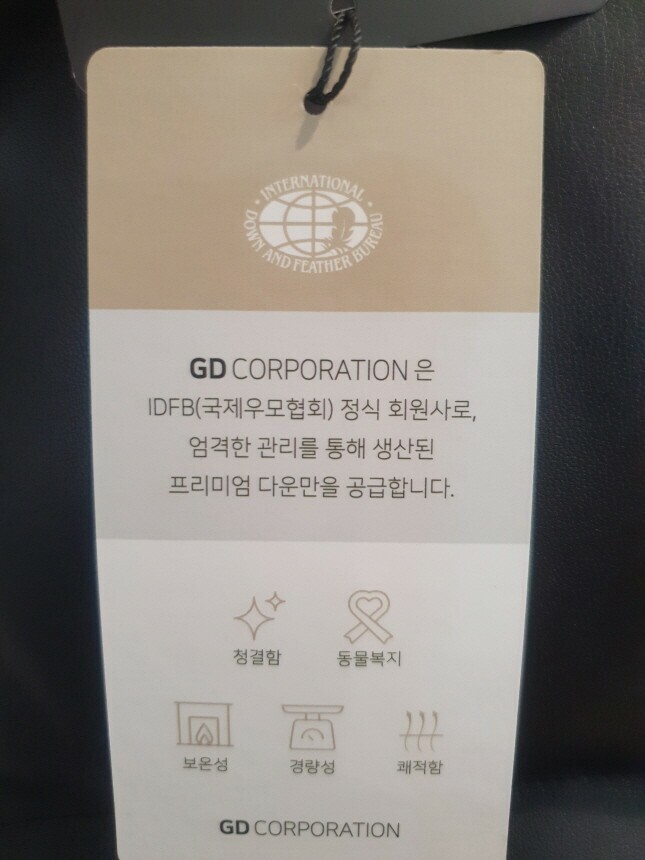 INTERNATIONAL
DOWN AND FEATHER BUREAU
GD CORPORATION 은
IDFB(국제우모협회) 정식 회원사로,
엄격한 관리를 통해 생산된
프리미엄 다운만을 공급합니다.
청결함 동물복지
보온성 경량성 쾌적함
GD CORPORATION